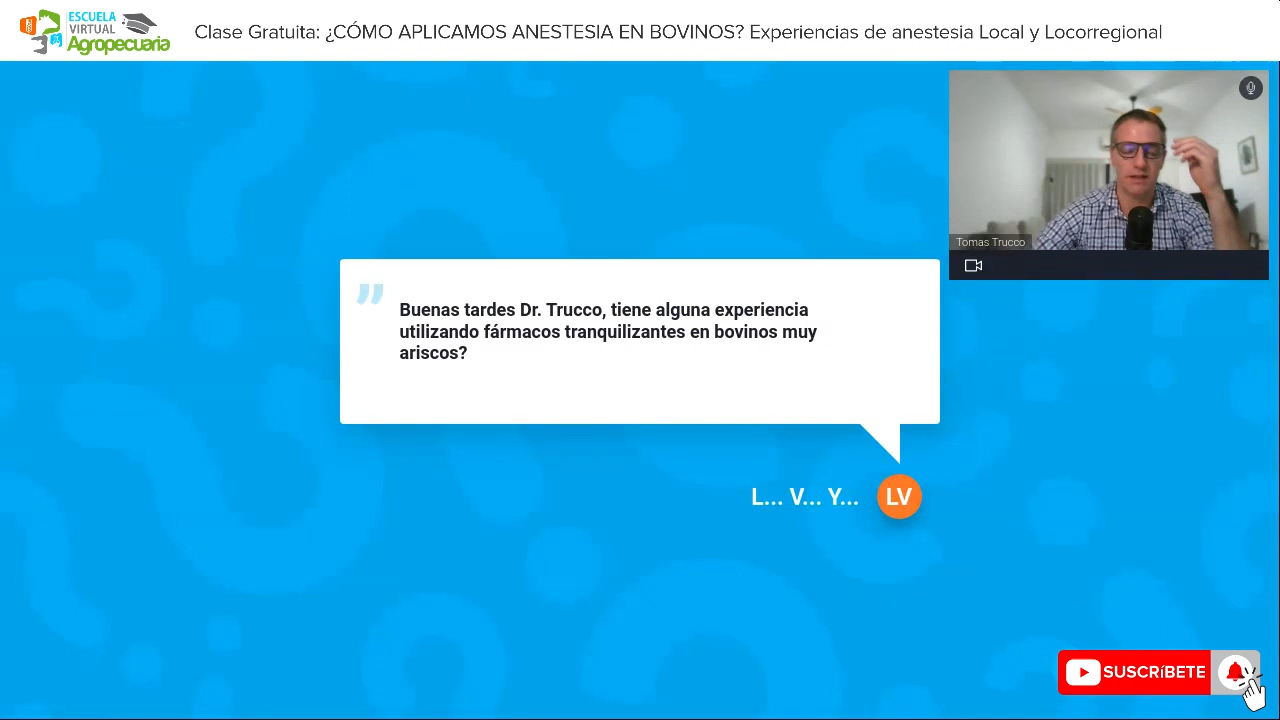 ESCUELA
VIRTUAL
Agropecuaria
Clase Gratuita: ¿CÓMO APLICAMOS ANESTESIA EN BOVINOS? Experiencias de anestesia Local y Locorregional
Tomas Trucco
Buenas tardes Dr. Trucco, tiene alguna experiencia
utilizando fármacos tranquilizantes en bovinos muy
ariscos?
L... V... Y...
LV
SUSCRíBETE